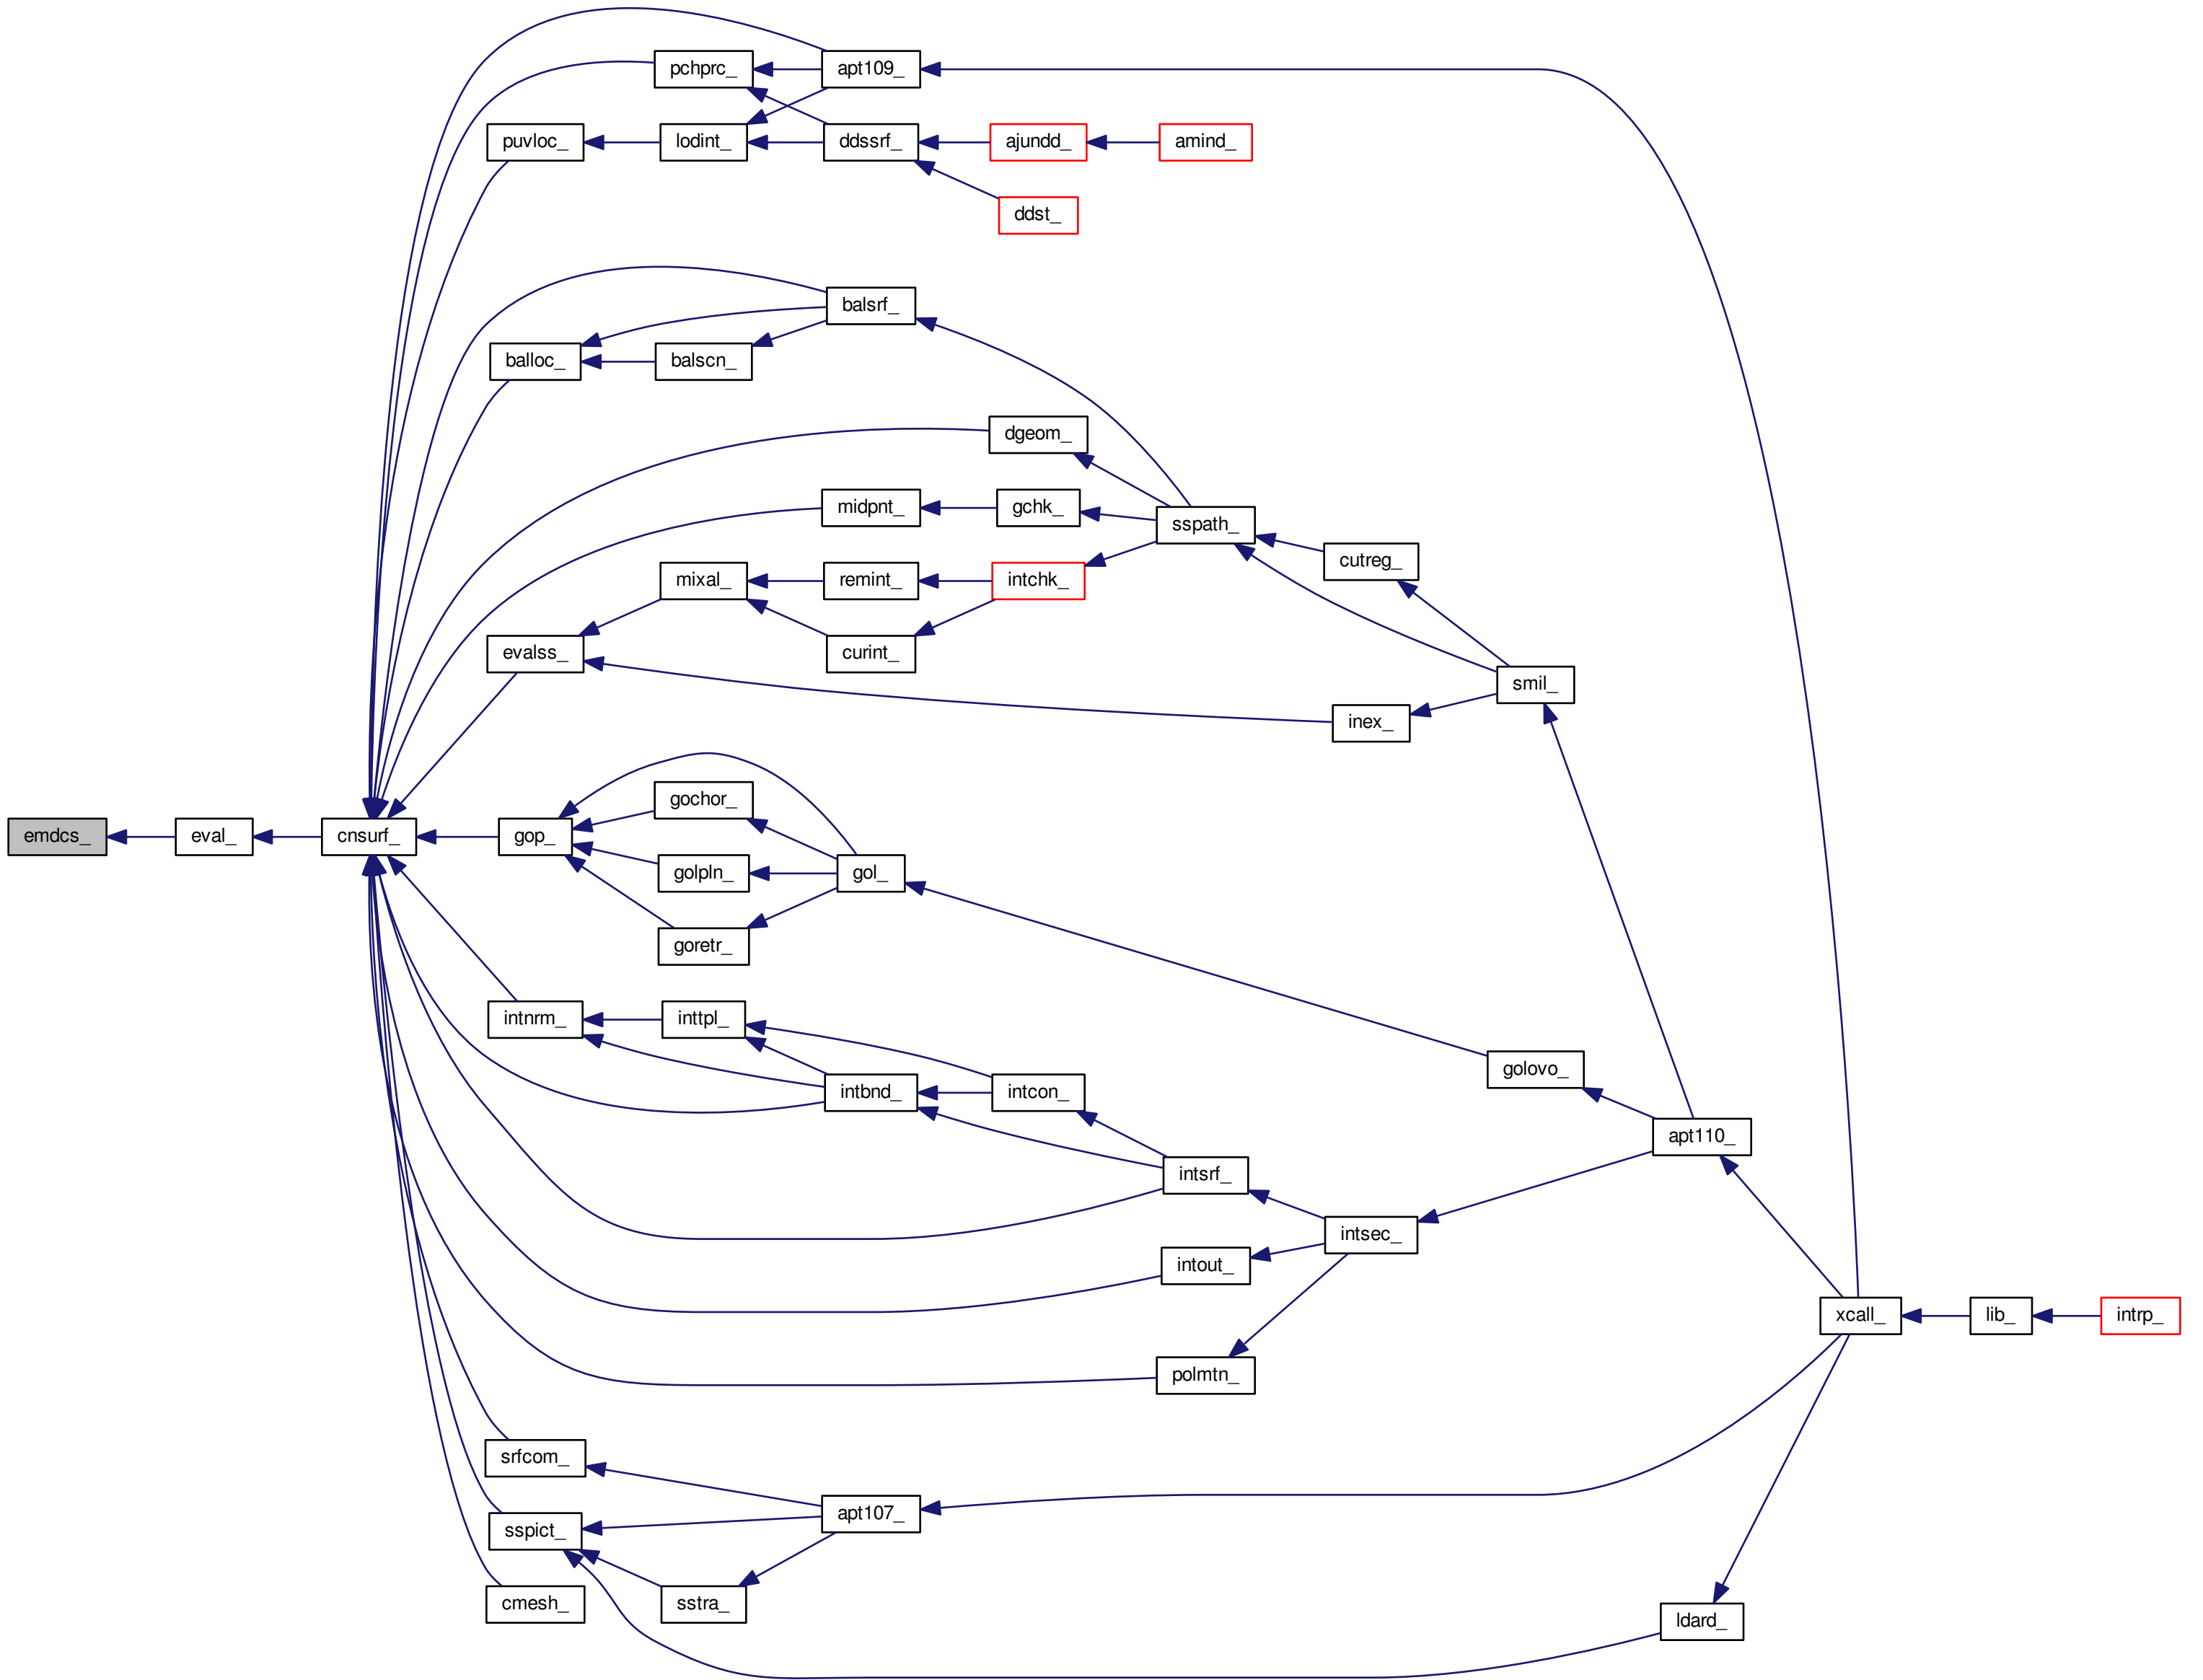 pchprc_
apt109_
puvloc_
lodint_
ddssrf_
ajundd_
amind_
ddst_
balsrf_
balloc_
balscn_
dgeom_
midpnt_
gchk_
sspath_
cutreg_
mixal_
remint_
intchk_
evalss_
curint_
smil_
inex_
gochor_
emdcs_
eval_
cnsurf_
gop_
golpln_
gol_
goretr_
intnrm_
inttpl_
golovo_
intbnd_
intcon_
apt110_
intsrf_
intsec_
intout_
xcall_
lib_
intrp_
polmtn_
srfcom_
apt107_
sspict_
cmesh_
sstra_
ldard_